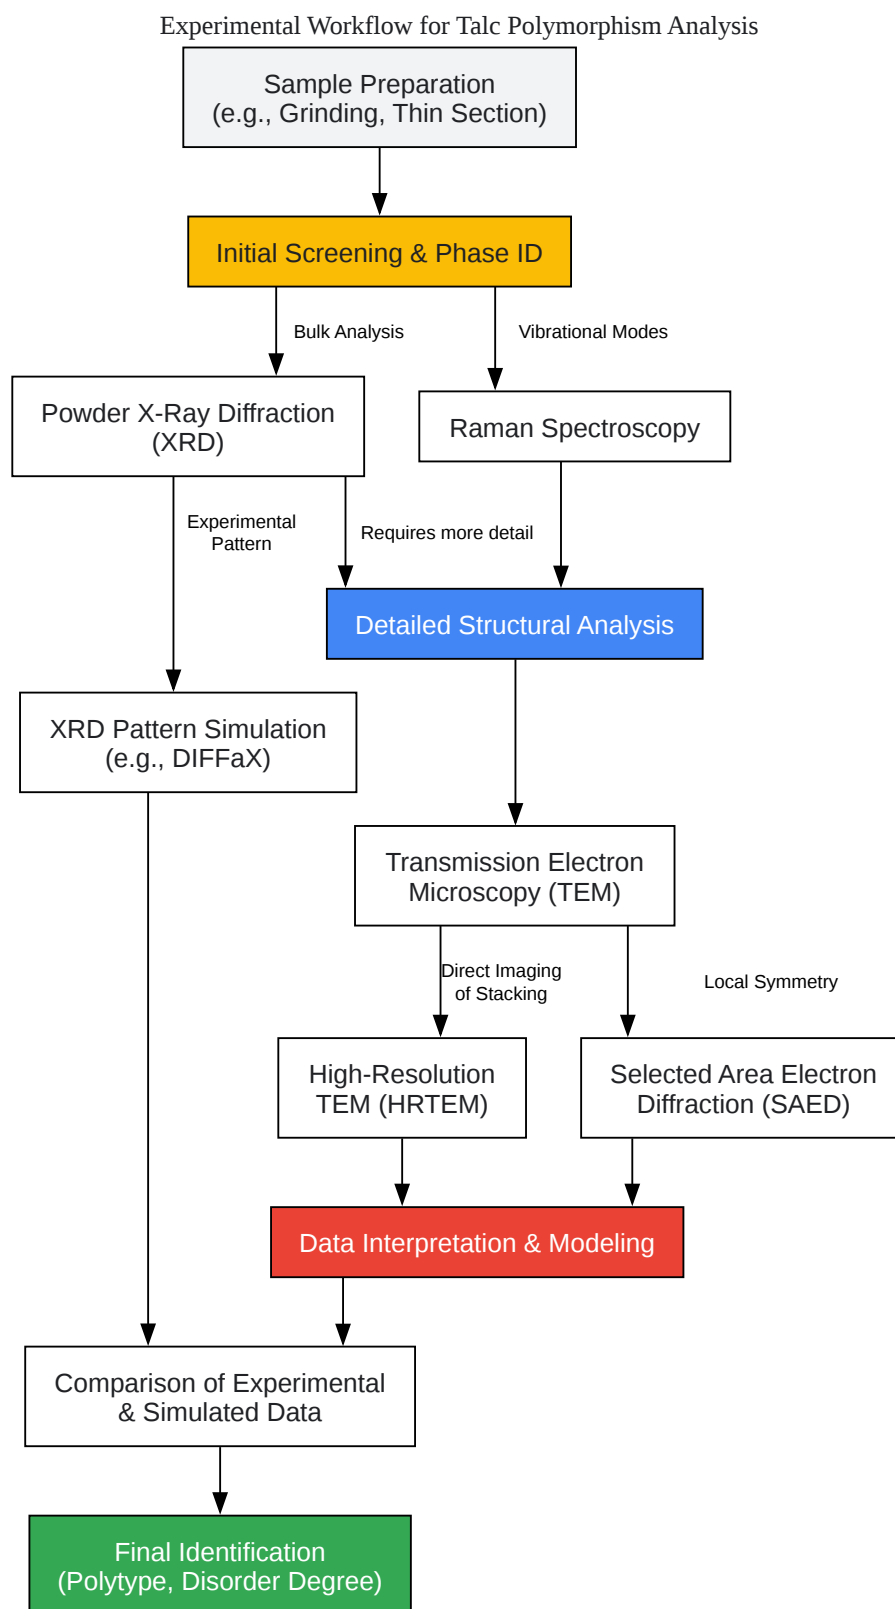 Experimental Workflow for Talc Polymorphism Analysis
Sample Preparation
(e.g., Grinding, Thin Section)
Initial Screening & Phase ID
Bulk Analysis
Vibrational Modes
Powder X-Ray Diffraction
(XRD)
Raman Spectroscopy
Experimental
Pattern
Requires more detail
Detailed Structural Analysis
XRD Pattern Simulation
(e.g., DIFFaX)
Transmission Electron
Microscopy (TEM)
Direct Imaging
of Stacking
Local Symmetry
High-Resolution
TEM (HRTEM)
Selected Area Electron
Diffraction (SAED)
Data Interpretation & Modeling
Comparison of Experimental
& Simulated Data
Final Identification
(Polytype, Disorder Degree)